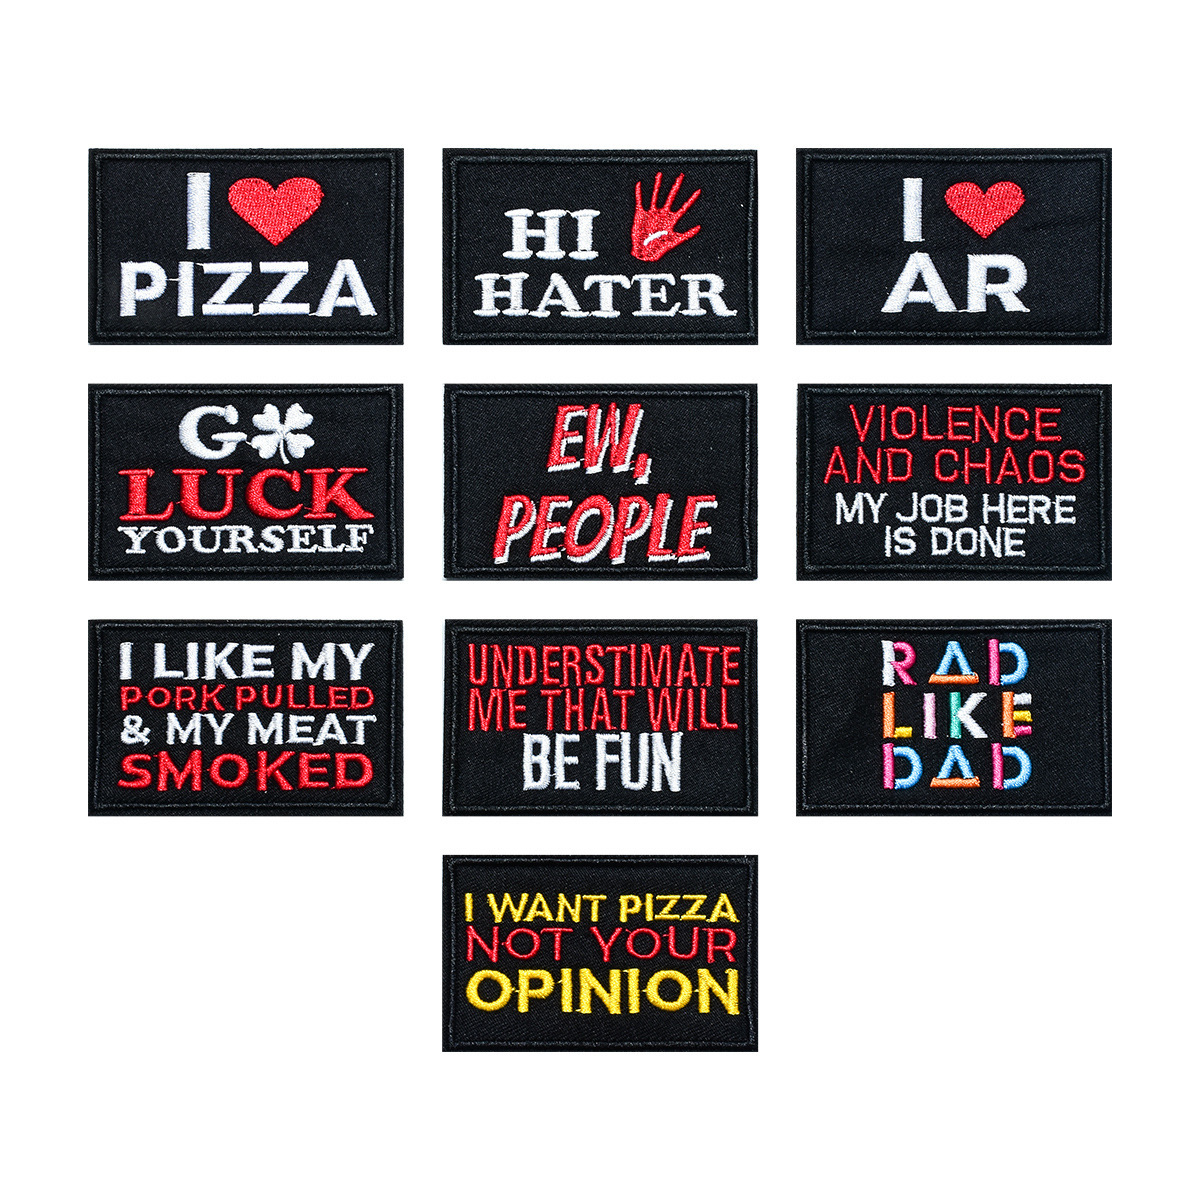 I
PIZZA
HI
HATER
I
AR
GO
LUCK
YOURSELF
EW,
PEOPLE
VIOLENCE
AND CHAOS
MY JOB HERE
IS DONE
I LIKE MY
PORK PULLED
& MY MEAT
SMOKED
UNDERSTIMATE
ME THAT WILL
BE FUN
RAD
LIKE
DAD
I WANT PIZZA
NOT YOUR
OPINION